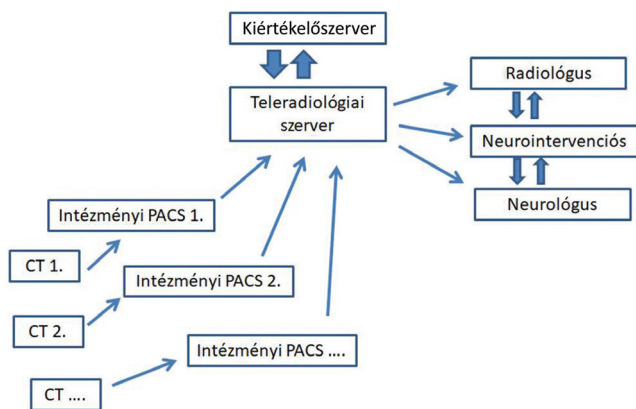 Kiértékelőszerver
Teleradiológiai
szerver
Radiológus
Neurointervenciós
Neurológus
Intézményi PACS 1.
CT 1.
Intézményi PACS 2.
CT 2.
Intézményi PACS ....
CT ....